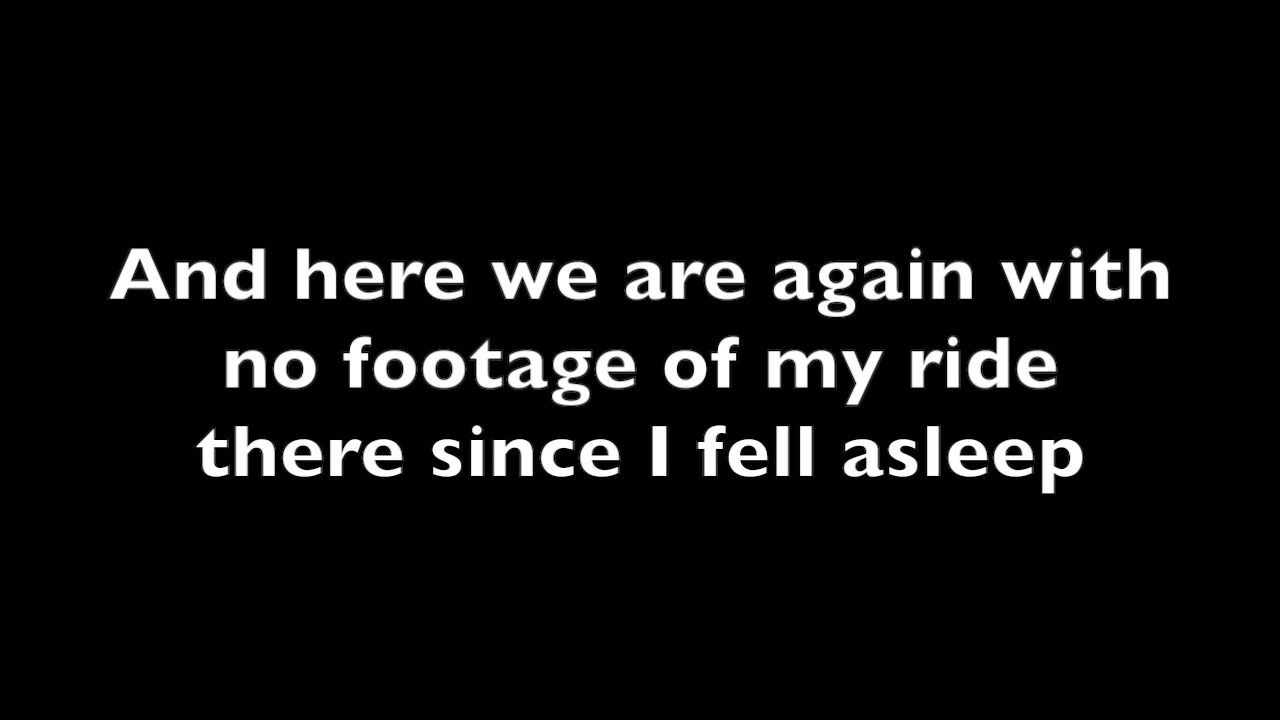 And here we are again with
no footage of my ride
there since I fell asleep